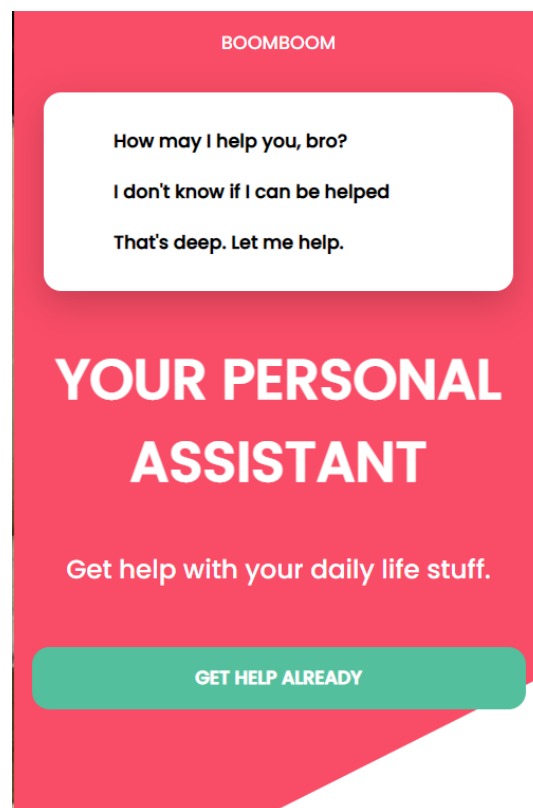 BOOMBOOM
How may I help you, bro?
I don't know if I can be helped
That's deep. Let me help.
YOUR PERSONAL
ASSISTANT
Get help with your daily life stuff.
GET HELP ALREADY